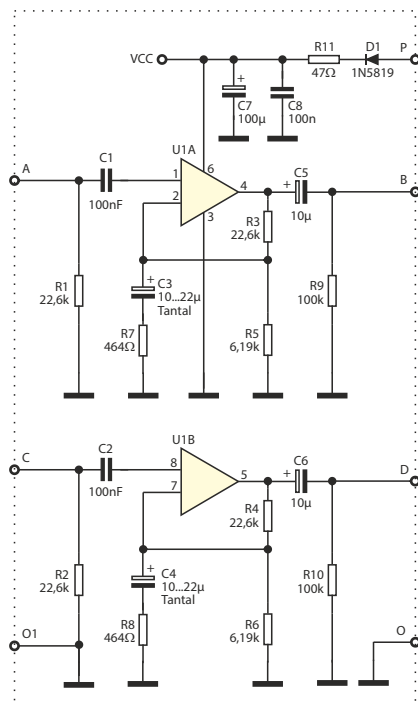 R11
D1
P
VCC
47Ω
1N5819
+
C7
100μ
C8
100n
U1A
A
C1
100nF
1
2
6
3
4
+
C5
10μ
B
R3
22,6k
R1
22,6k
+
C3
10...22μ
Tantal
R7
464Ω
R5
6,19k
R9
100k
U1B
C
C2
100nF
8
7
5
+
C6
10μ
D
R4
22,6k
R2
22,6k
+
C4
10...22μ
Tantal
R8
464Ω
R6
6,19k
R10
100k
O1
O